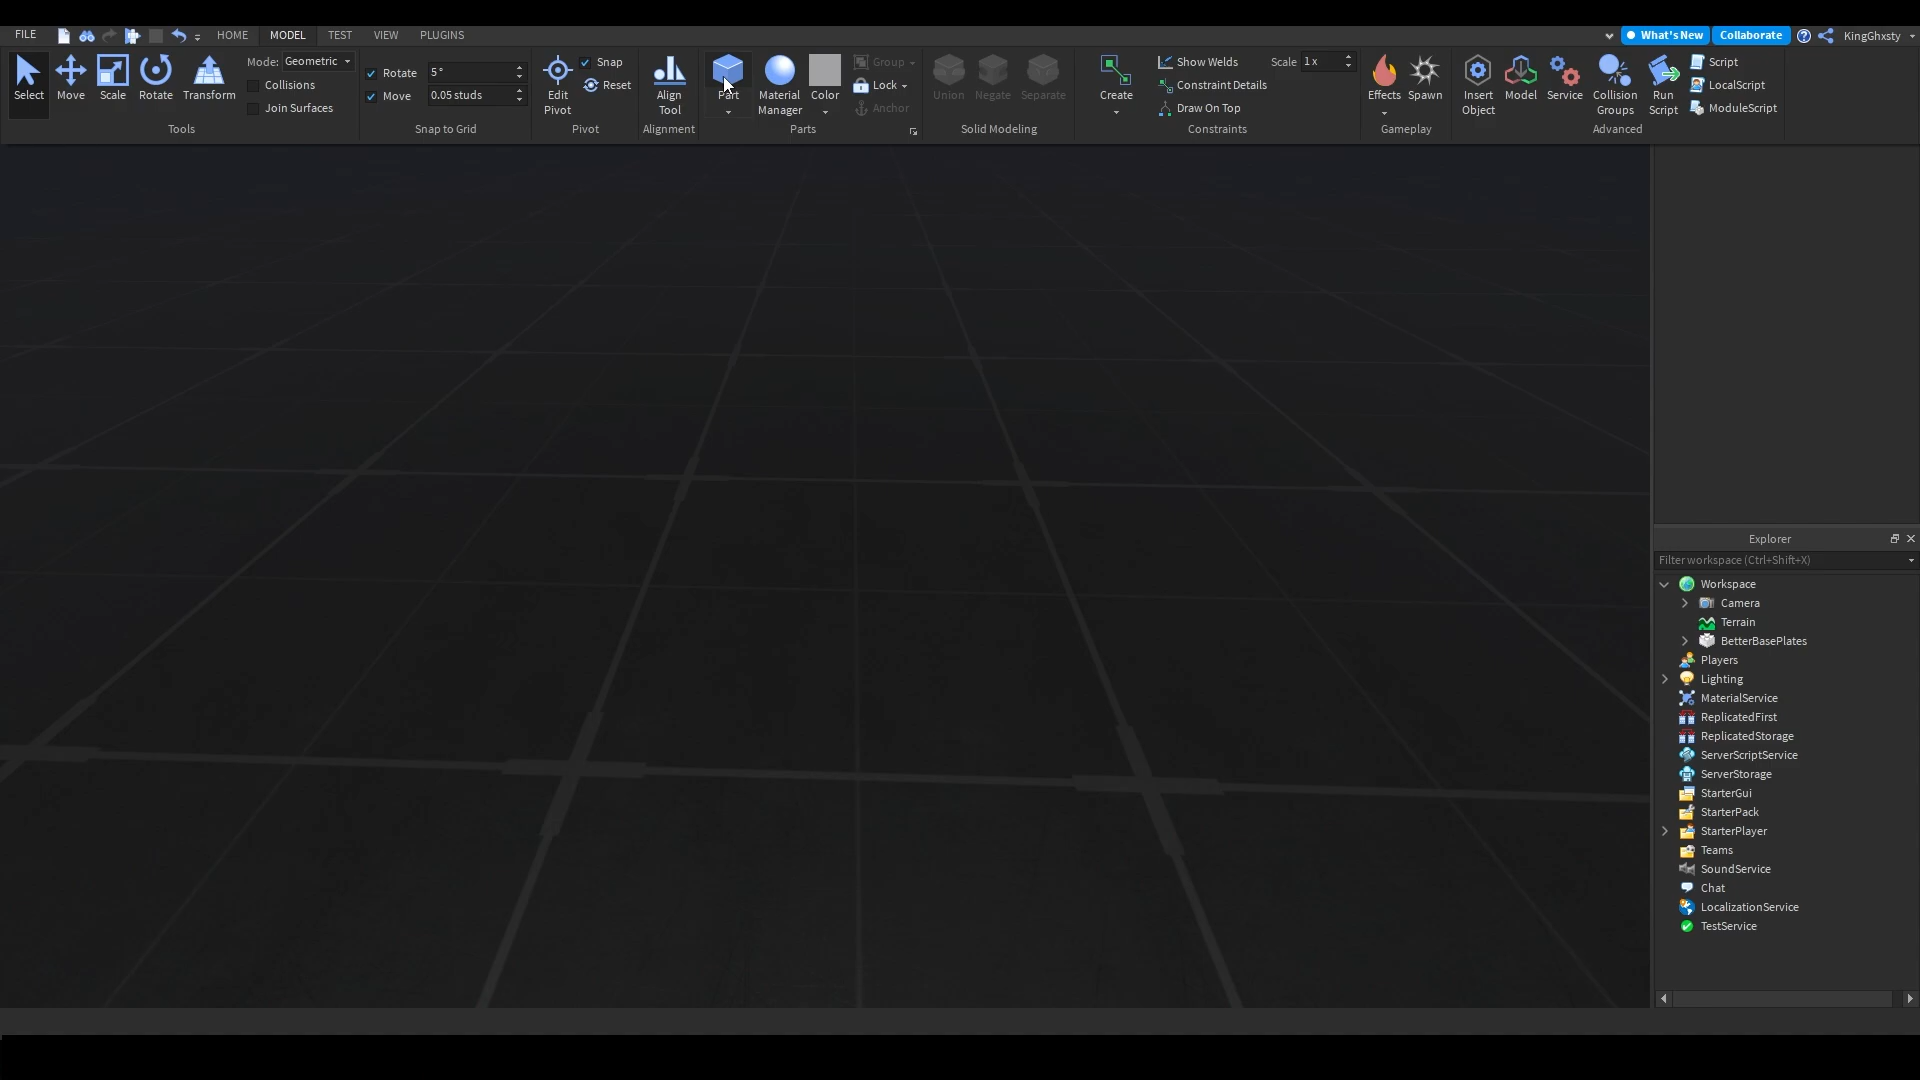 FILE HOME MODEL TEST VIEW PLUGINS What's New Collaborate KingGhxsty
Select Move Scale Rotate Transform
Mode: Geometric
Collisions
Join Surfaces
Tools
Rotate 5°
Move 0.05 studs
Snap to Grid
Edit Pivot
Snap
Reset
Pivot
Align Tool
Alignment
Part
Material Manager
Color
Group
Lock
Anchor
Parts
Union Negate Separate
Solid Modeling
Create
Show Welds
Constraint Details
Draw On Top
Scale 1 x
Constraints
Effects Spawn
Gameplay
Insert Object
Model
Service
Collision Groups
Run Script
Script
LocalScript
ModuleScript
Advanced
Explorer
Filter workspace (Ctrl+Shift+X)
Workspace
Camera
Terrain
BetterBasePlates
Players
Lighting
MaterialService
ReplicatedFirst
ReplicatedStorage
ServerScriptService
ServerStorage
StarterGui
StarterPack
StarterPlayer
Teams
SoundService
Chat
LocalizationService
TestService